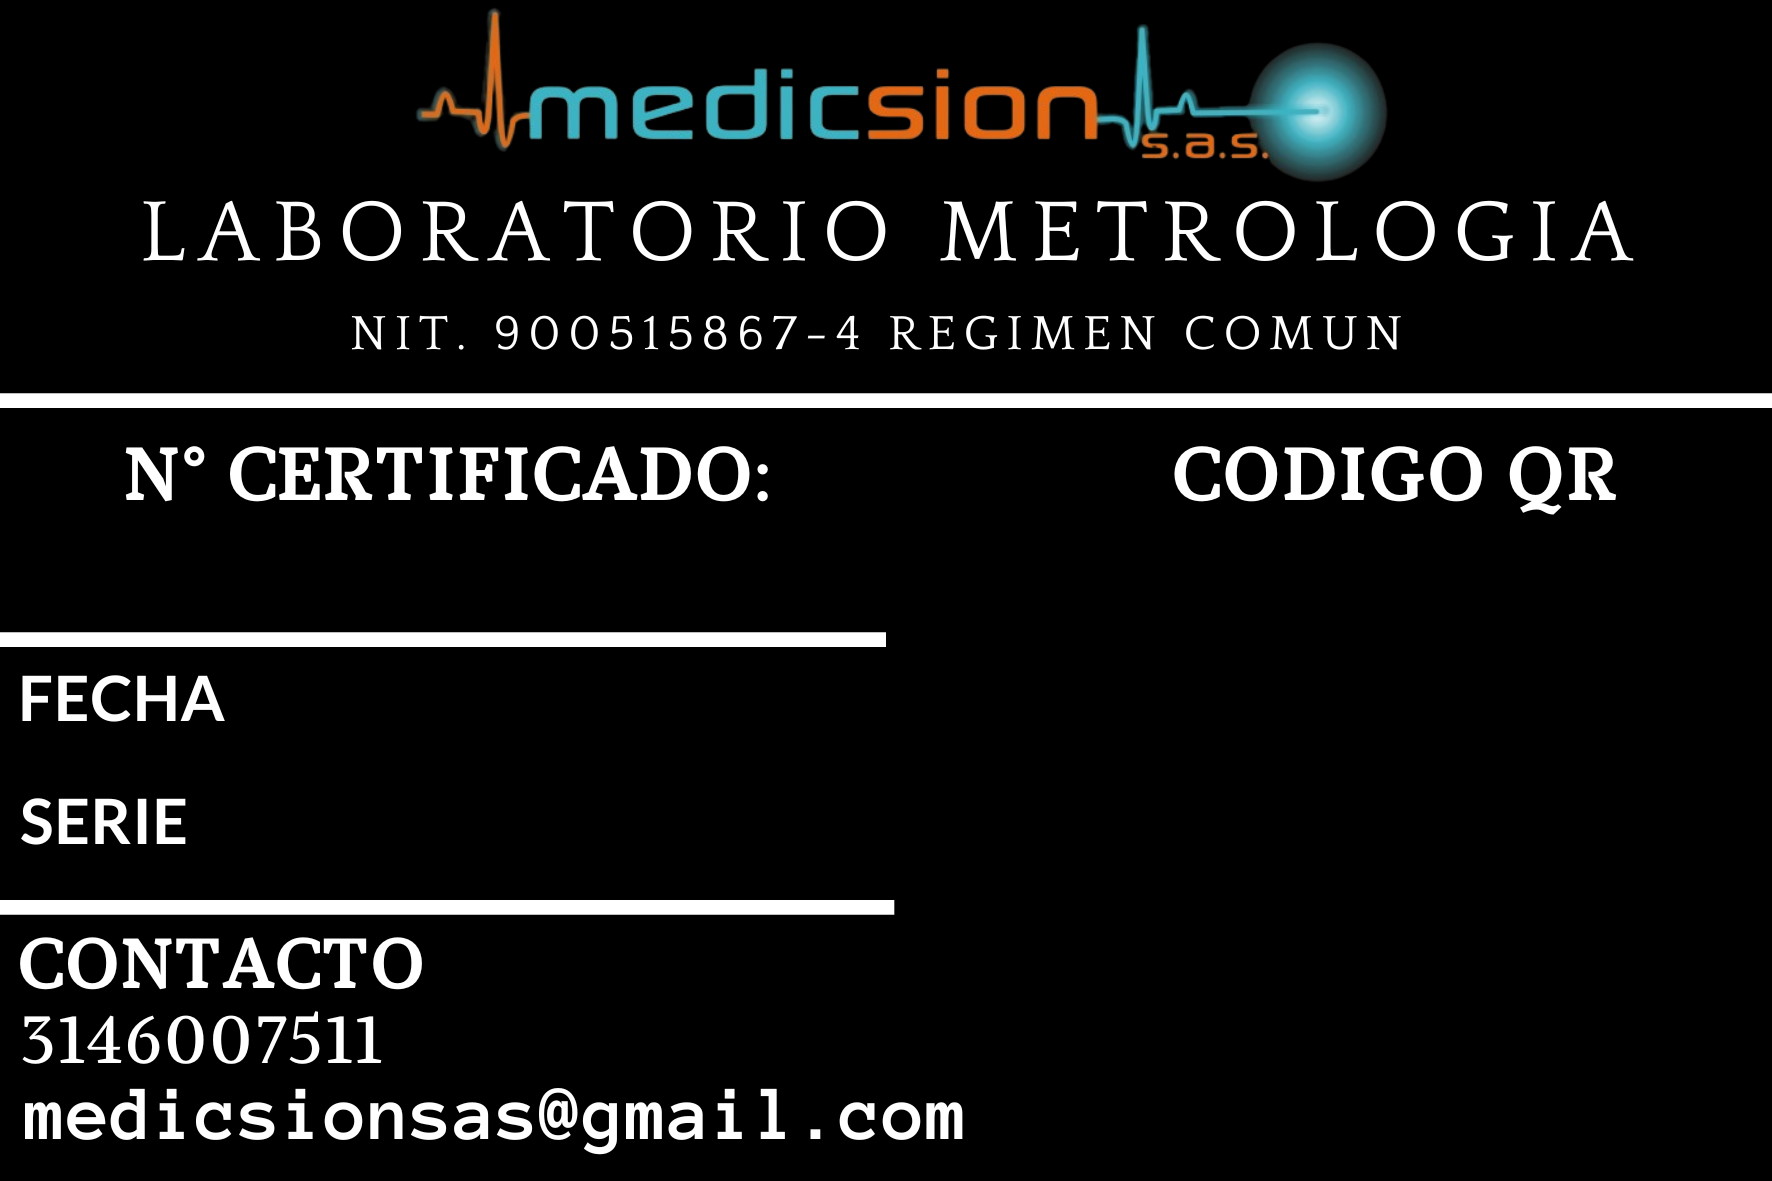 medicsion
s.a.s.
LABORATORIO METROLOGIA
NIT. 900515867-4 REGIMEN COMUN
N° CERTIFICADO:
CODIGO QR
FECHA
SERIE
CONTACTO
3146007511
medicsionsas@gmail.com